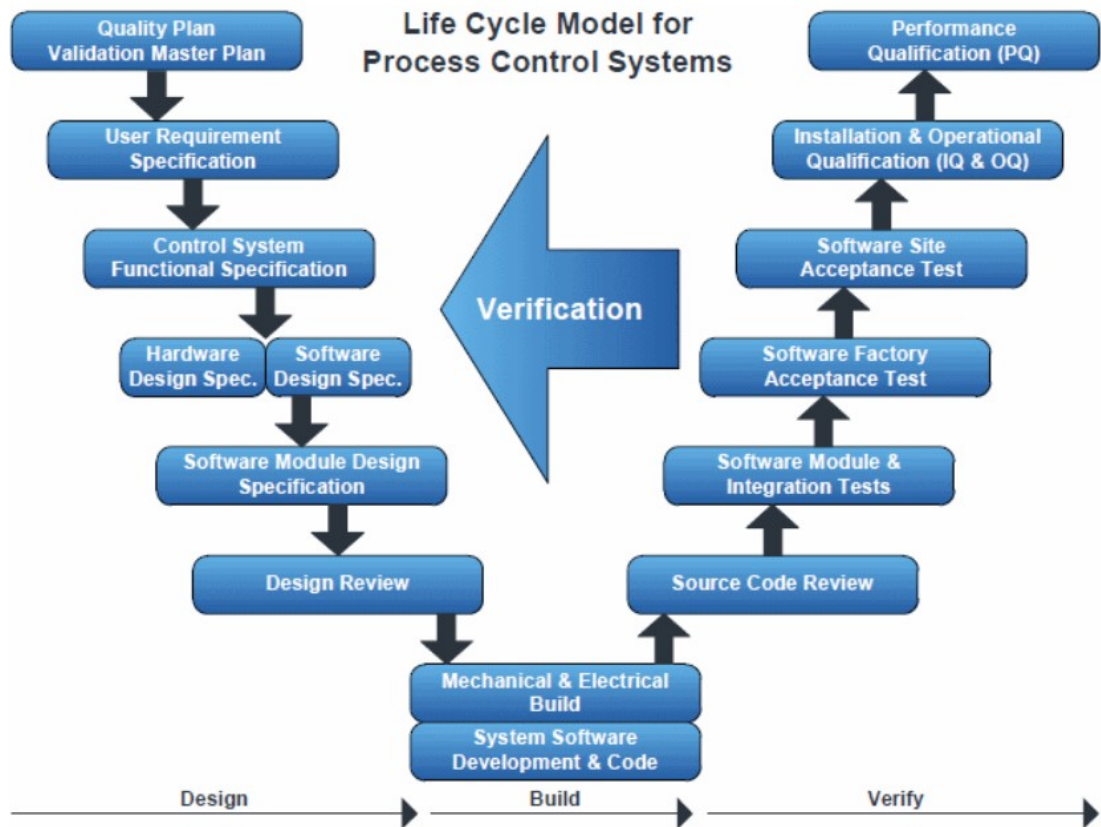 Life Cycle Model for
Process Control Systems
Quality Plan
Validation Master Plan
User Requirement
Specification
Control System
Functional Specification
Hardware
Design Spec.
Software
Design Spec.
Software Module Design
Specification
Design Review
Mechanical & Electrical
Build
System Software
Development & Code
Source Code Review
Software Module &
Integration Tests
Software Factory
Acceptance Test
Software Site
Acceptance Test
Installation & Operational
Qualification (IQ & OQ)
Performance
Qualification (PQ)
Verification
Design
Build
Verify